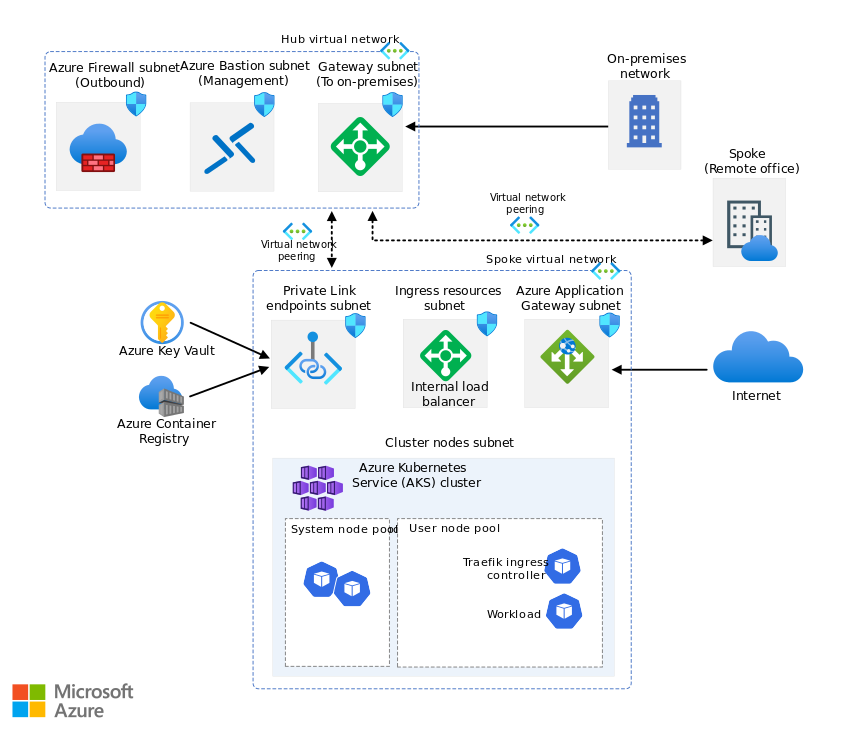 Hub virtual network
Azure Firewall subnet
(Outbound)
Azure Bastion subnet
(Management)
Gateway subnet
(To on-premises)
On-premises
network
Spoke
(Remote office)
Virtual network
peering
Virtual network
peering
Spoke virtual network
Private Link
endpoints subnet
Ingress resources
subnet
Azure Application
Gateway subnet
Azure Key Vault
Internal load
balancer
Internet
Azure Container
Registry
Cluster nodes subnet
Azure Kubernetes
Service (AKS) cluster
System node pool
User node pool
Traefik ingress
controller
Workload
Microsoft
Azure